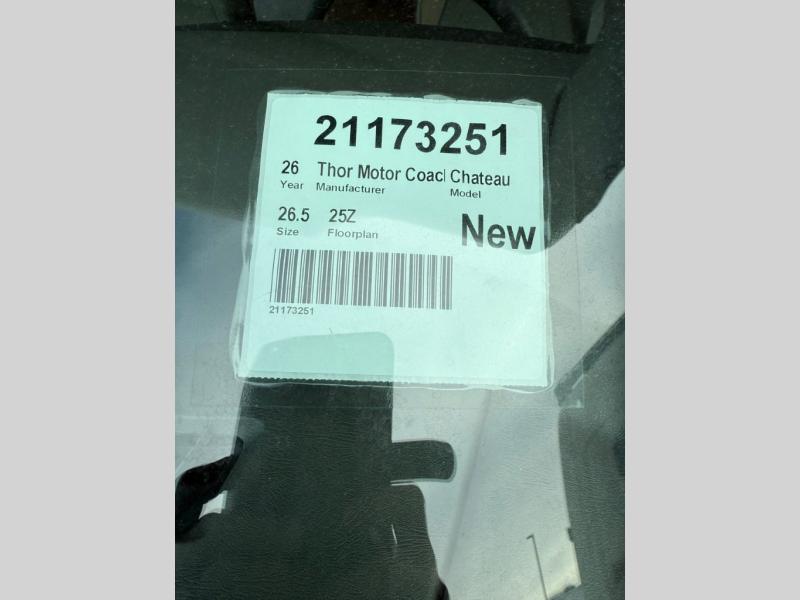 21173251
26 Thor Motor Coacl Chateau
Year Manufacturer Model
26.5 25Z New
Size Floorplan
21173251